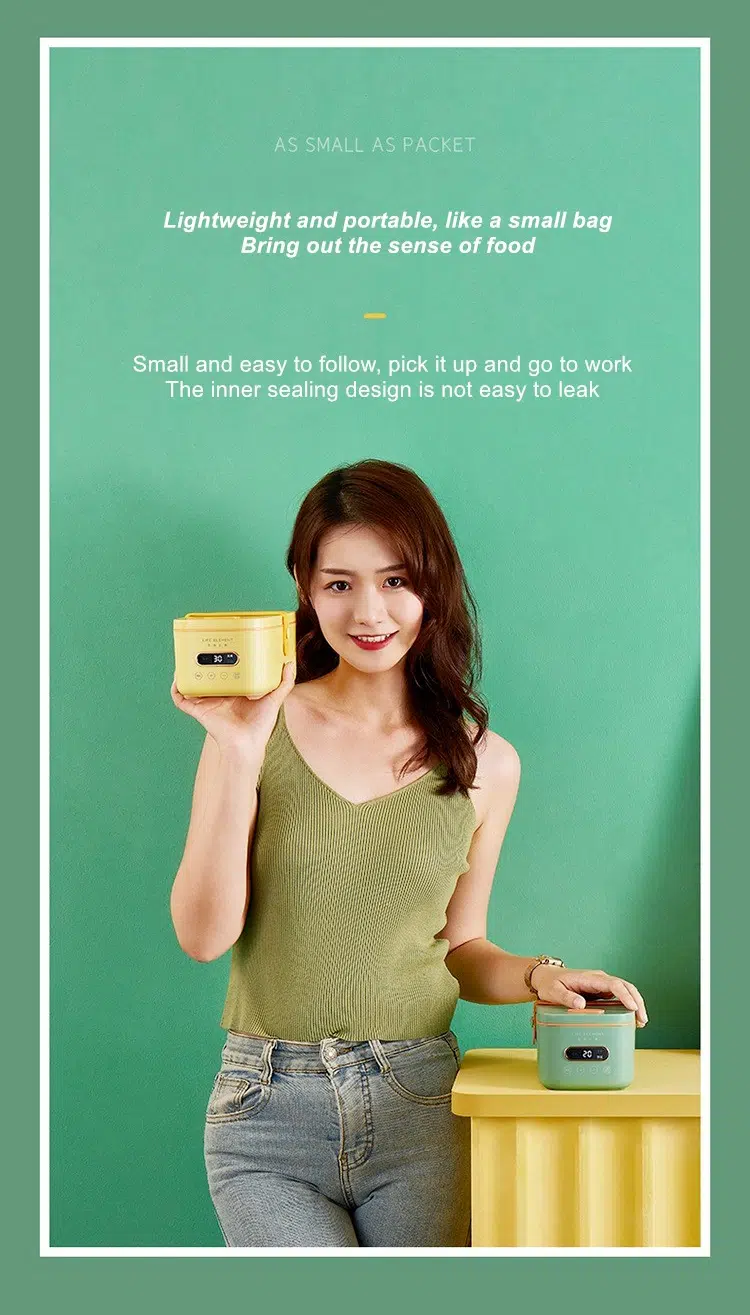 AS SMALL AS PACKET
Lightweight and portable, like a small bag
Bring out the sense of food
Small and easy to follow, pick it up and go to work
The inner sealing design is not easy to leak
LIFE ELEMENT
30
20